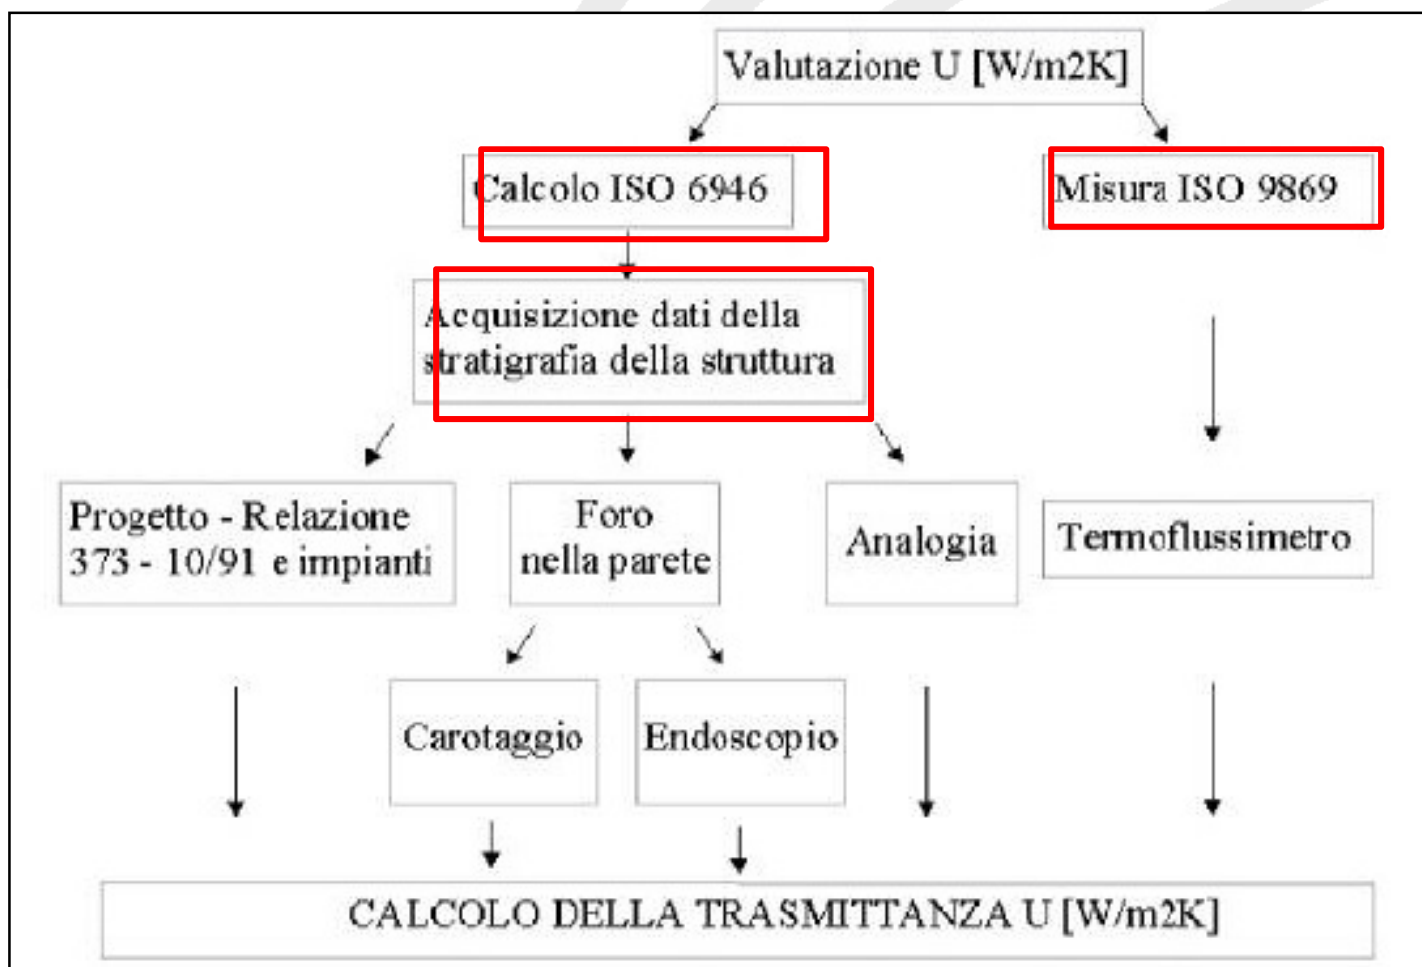 Valutazione U [W/m2K]
Calcolo ISO 6946
Misura ISO 9869
Acquisizione dati della
stratigrafia della struttura
Progetto - Relazione
373 - 10/91 e impianti
Foro
nella parete
Analogia
Termoflussimetro
Carotaggio
Endoscopio
CALCOLO DELLA TRASMITTANZA U [W/m2K]